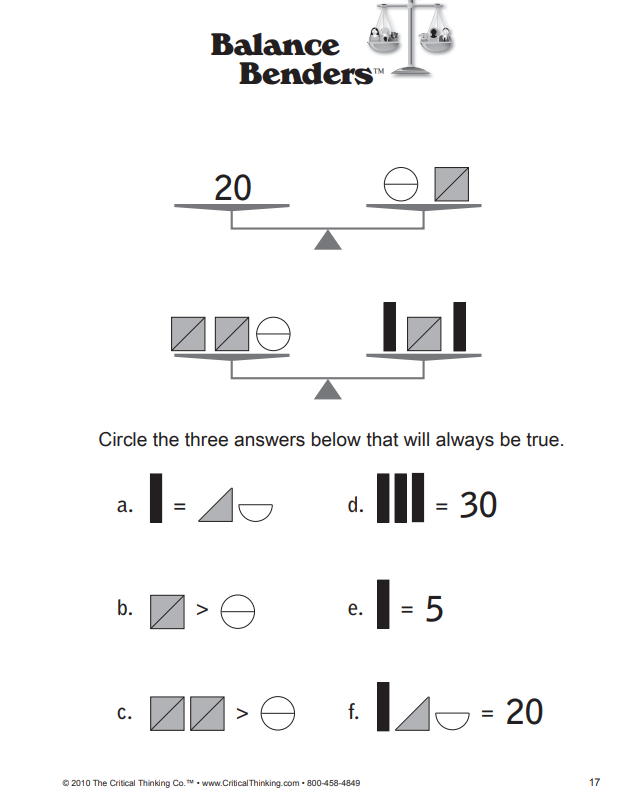 Balance
Benders™
20
Circle the three answers below that will always be true.
a. =
d. = 30
b. >
e. = 5
c. >
f. = 20
© 2010 The Critical Thinking Co.™ • www.CriticalThinking.com • 800-458-4849
17